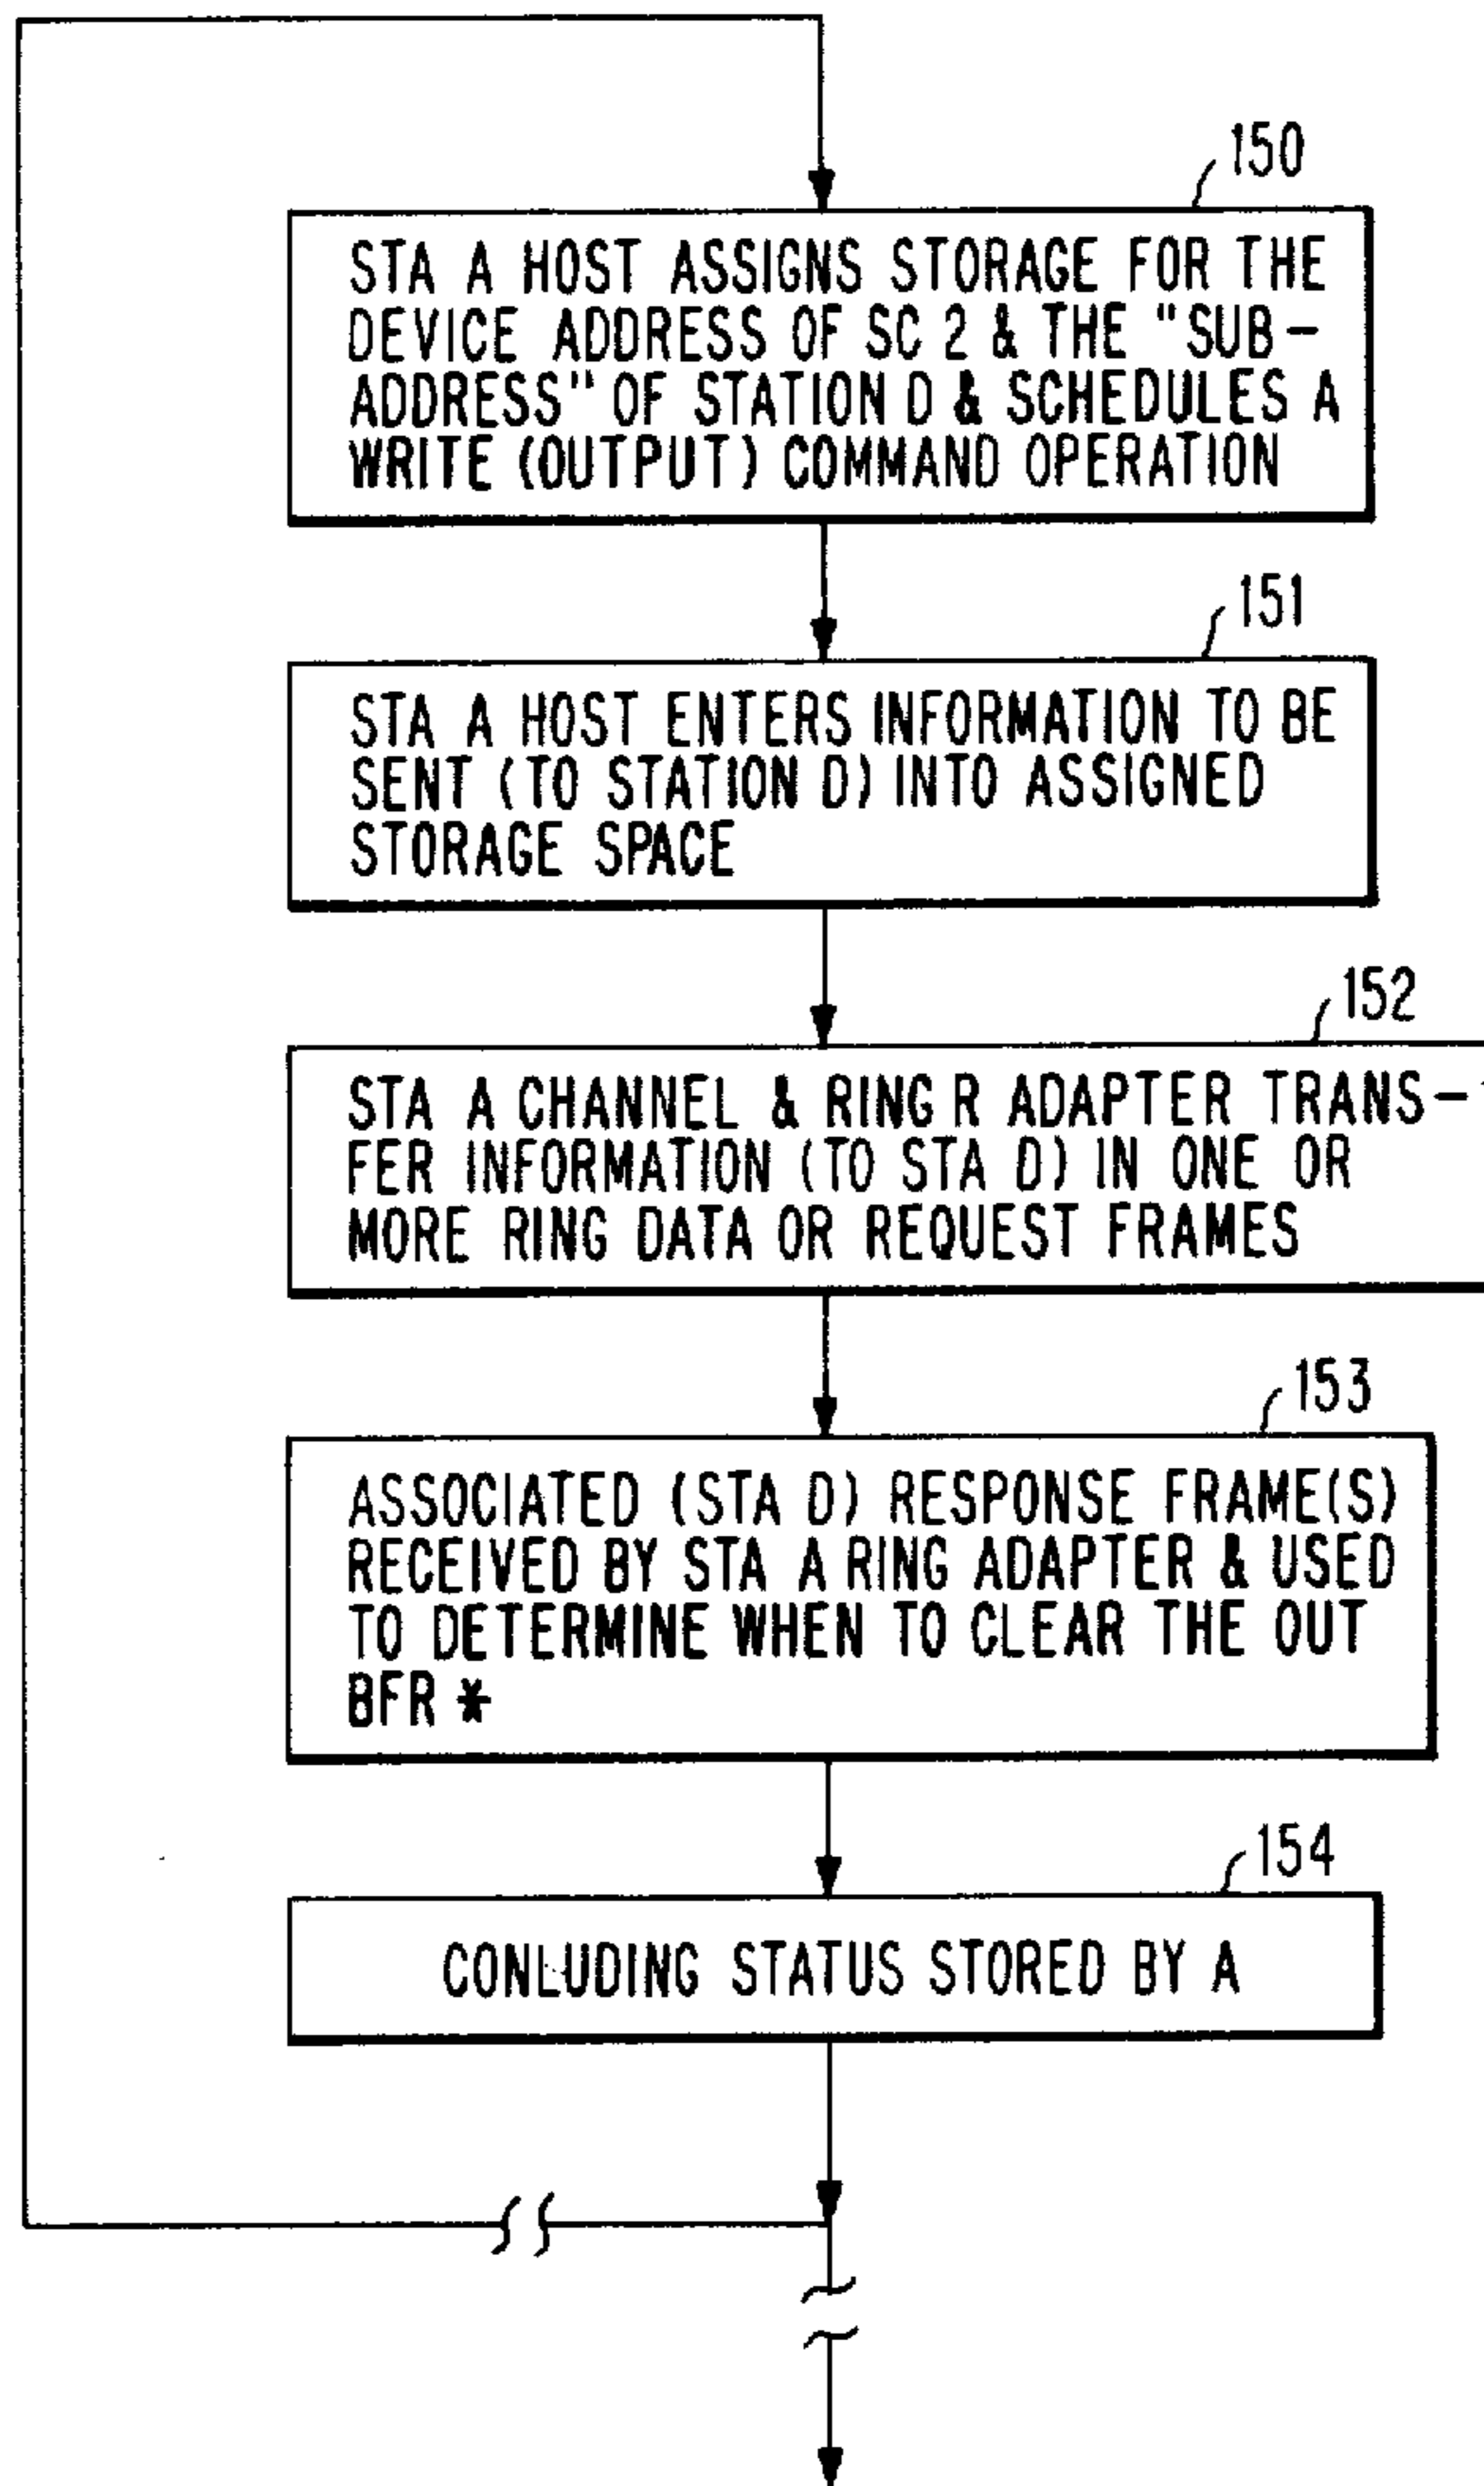 150
STA A HOST ASSIGNS STORAGE FOR THE
DEVICE ADDRESS OF SC 2 & THE "SUB-
ADDRESS" OF STATION D & SCHEDULES A
WRITE (OUTPUT) COMMAND OPERATION
151
STA A HOST ENTERS INFORMATION TO BE
SENT (TO STATION D) INTO ASSIGNED
STORAGE SPACE
152
STA A CHANNEL & RING R ADAPTER TRANS-
FER INFORMATION (TO STA D) IN ONE OR
MORE RING DATA OR REQUEST FRAMES
153
ASSOCIATED (STA D) RESPONSE FRAME(S)
RECEIVED BY STA A RING ADAPTER & USED
TO DETERMINE WHEN TO CLEAR THE OUT
BFR *
154
CONLUDING STATUS STORED BY A